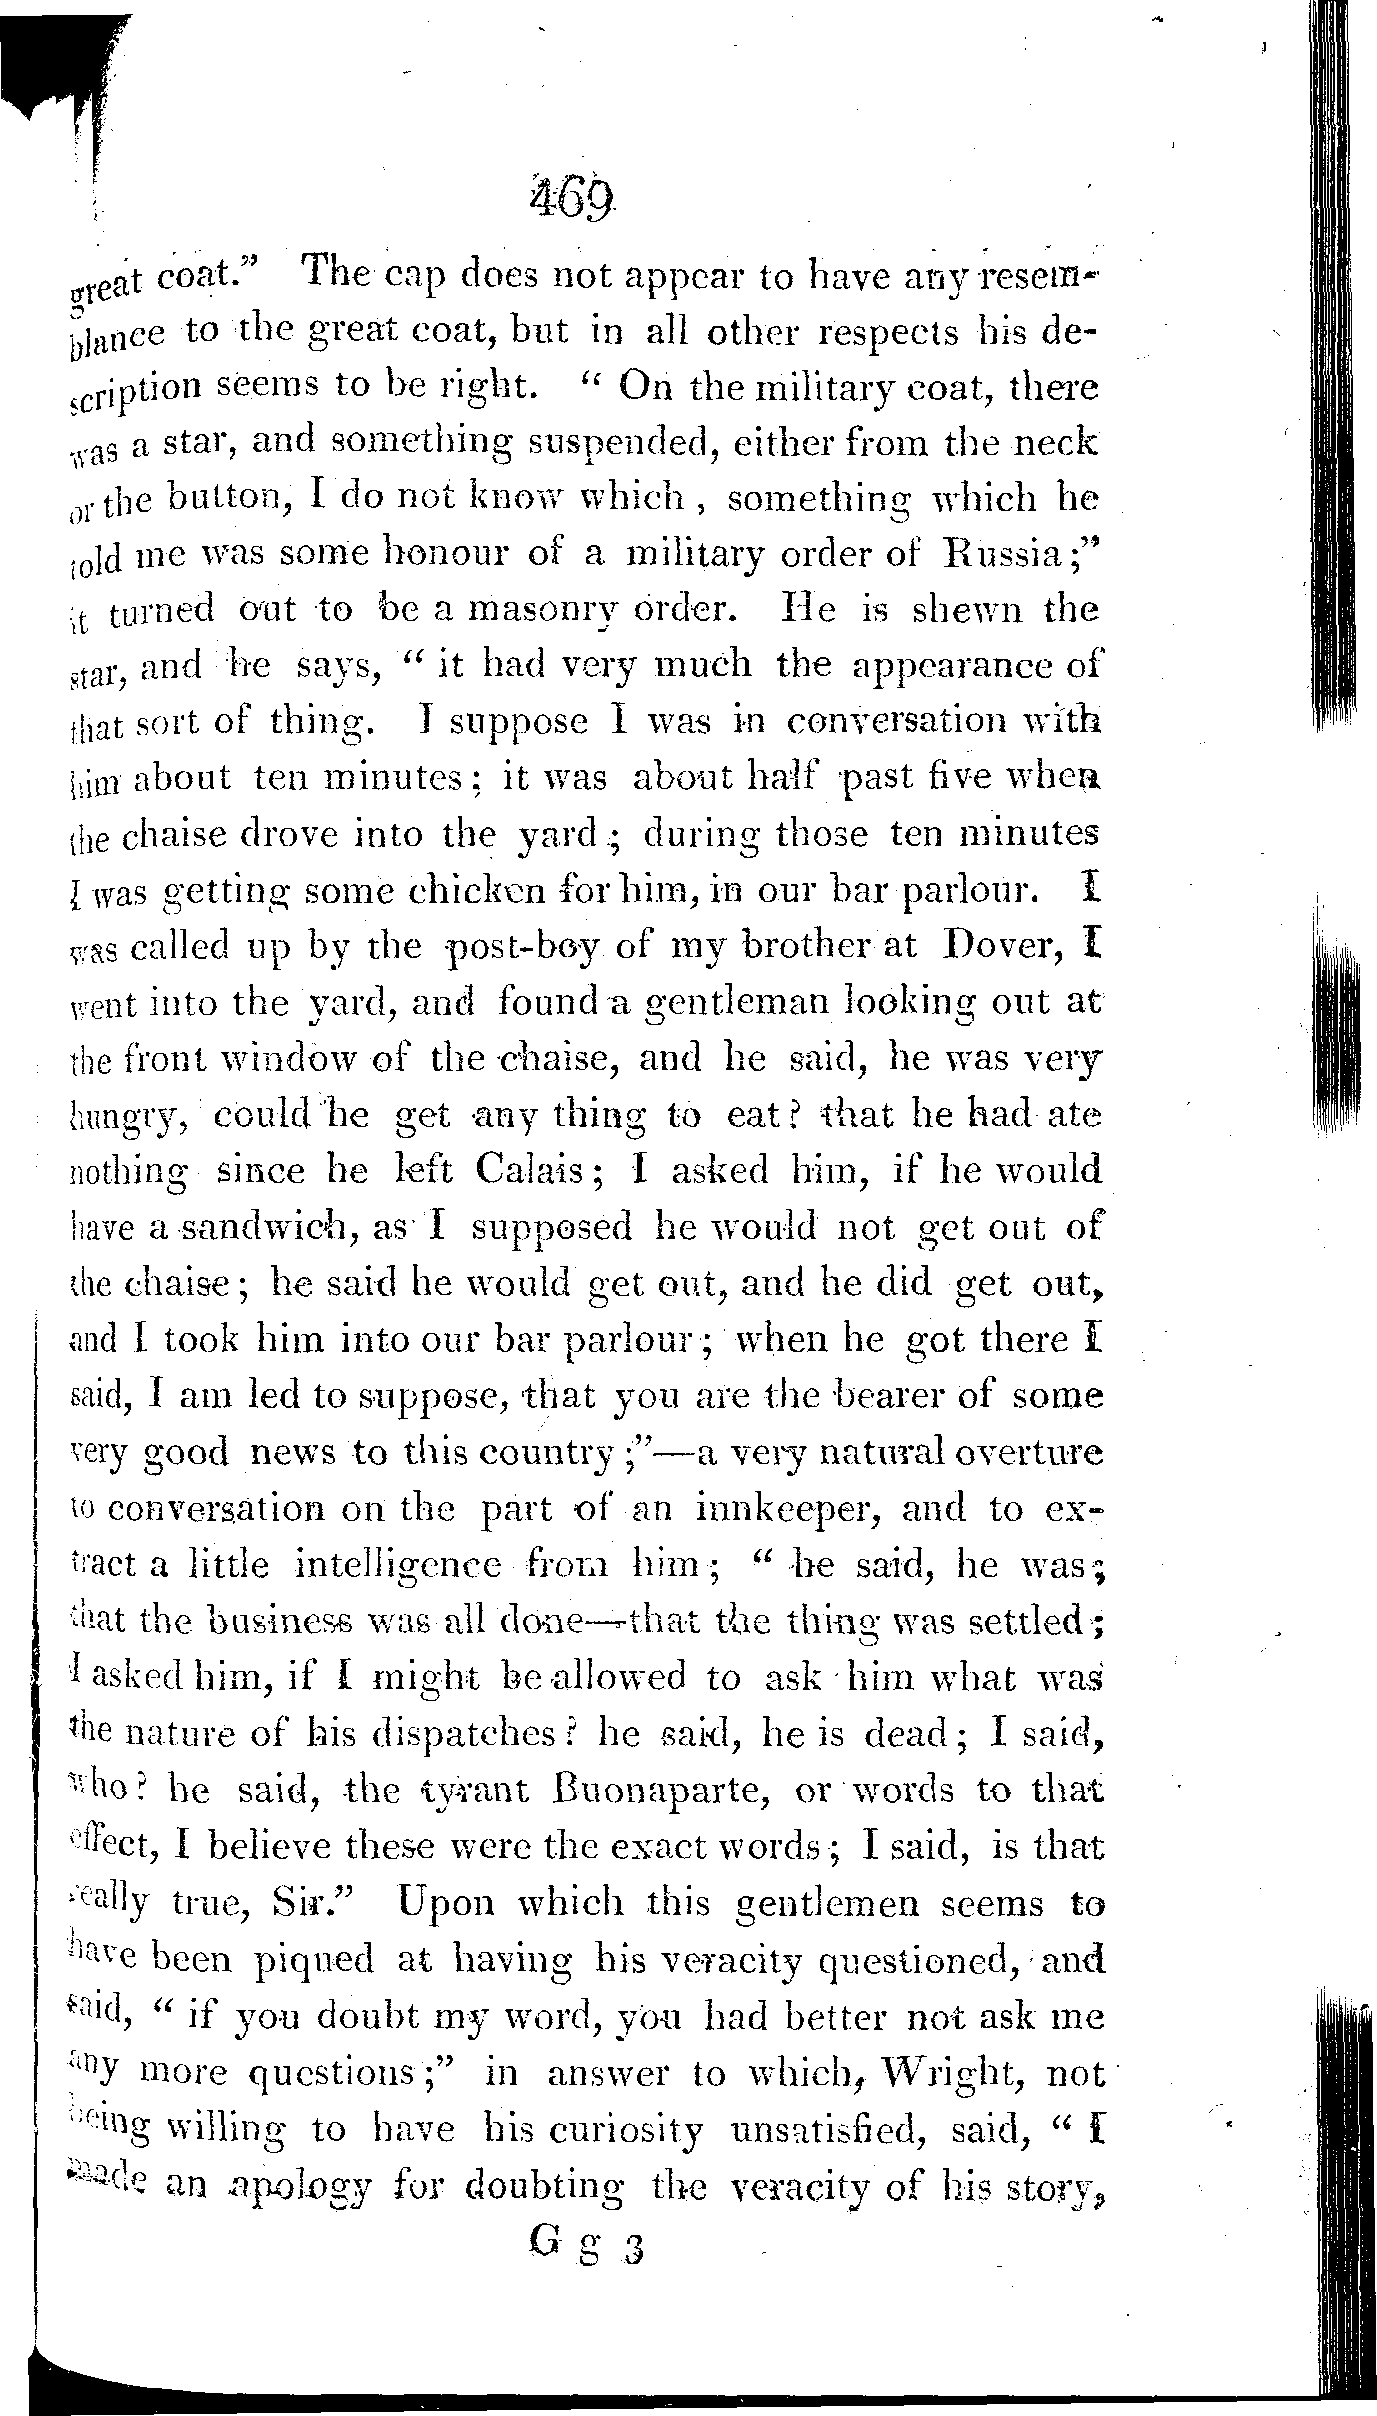 469
great coat.” The cap does not appear to have any resem-
blance to the great coat, but in all other respects his de-
scription seems to be right. “ On the military coat, there
was a star, and something suspended, either from the neck
or the button, I do not know which, something which he
told me was some honour of a military order of Russia;”
it turned out to be a masonry order. He is shewn the
star, and he says, “ it had very much the appearance of
that sort of thing. I suppose I was in conversation with
him about ten minutes; it was about half past five when
the chaise drove into the yard; during those ten minutes
I was getting some chicken for him, in our bar parlour. I
was called up by the post-boy of my brother at Dover, I
went into the yard, and found a gentleman looking out at
the front window of the chaise, and he said, he was very
hungry, could he get any thing to eat? that he had ate
nothing since he left Calais; I asked him, if he would
have a sandwich, as I supposed he would not get out of
the chaise; he said he would get out, and he did get out,
and I took him into our bar parlour; when he got there I
said, I am led to suppose, that you are the bearer of some
very good news to this country;”—a very natural overture
to conversation on the part of an innkeeper, and to ex-
tract a little intelligence from him; “ he said, he was;
that the business was all done—that the thing was settled;
I asked him, if I might be allowed to ask him what was
the nature of his dispatches? he said, he is dead; I said,
who? he said, the tyrant Buonaparte, or words to that
effect, I believe these were the exact words; I said, is that
really true, Sir.” Upon which this gentlemen seems to
have been piqued at having his veracity questioned, and
said, “ if you doubt my word, you had better not ask me
any more questions;” in answer to which, Wright, not
being willing to have his curiosity unsatisfied, said, “ I
made an apology for doubting the veracity of his story,
G g 3